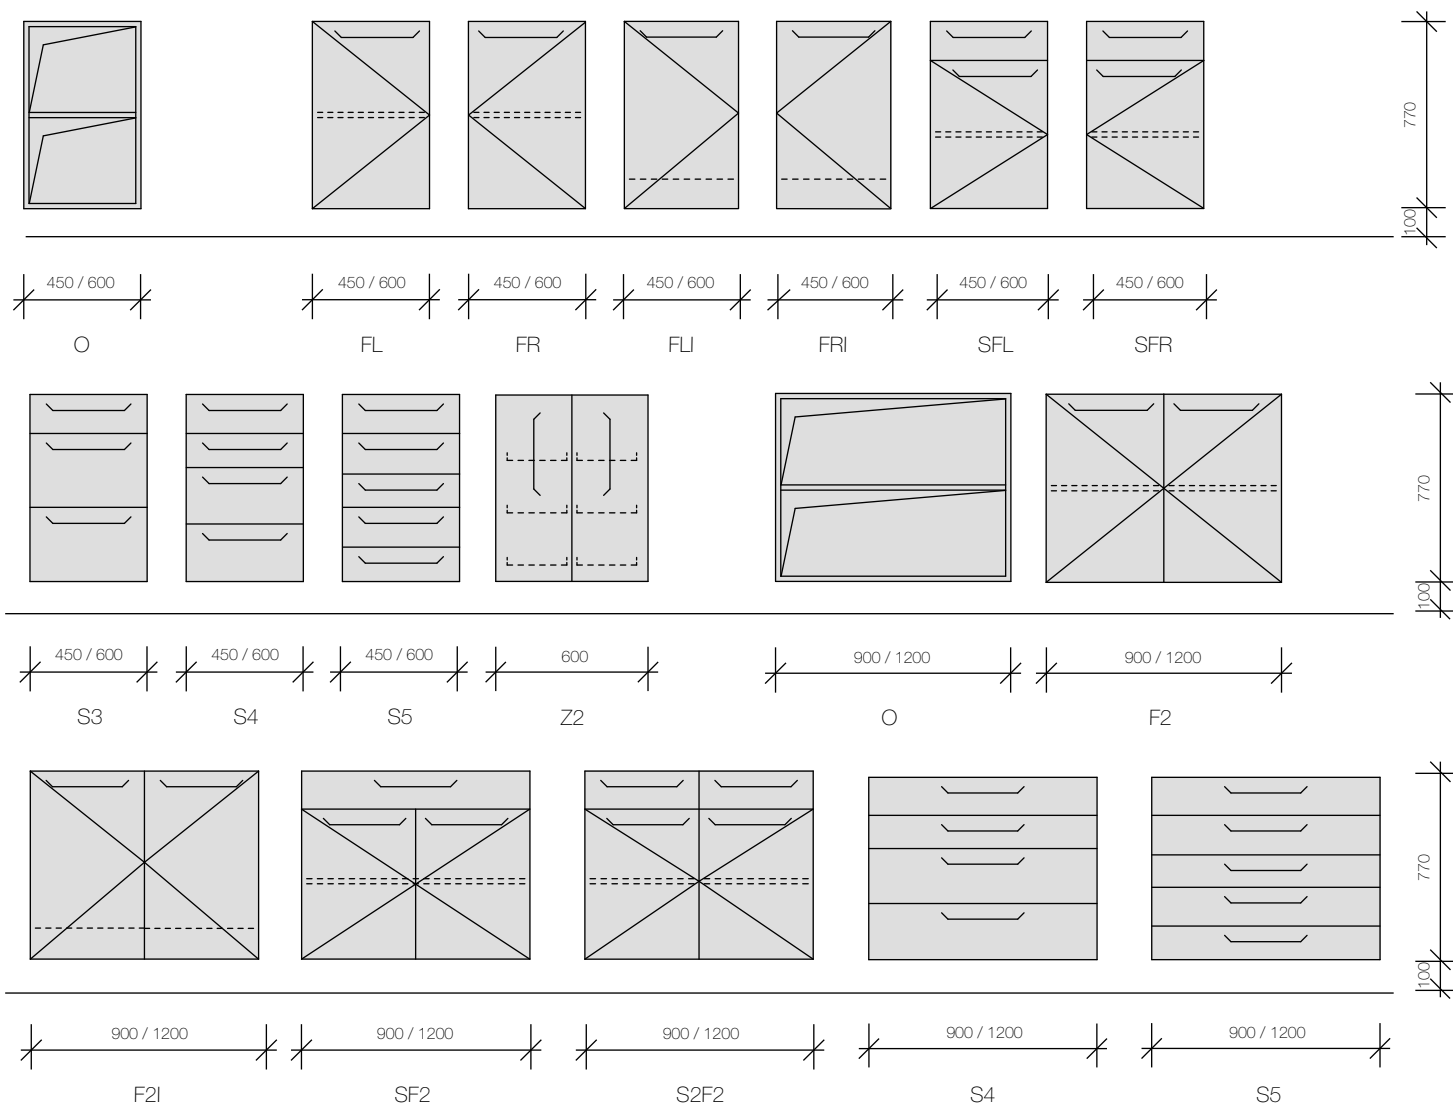 770
100
450 / 600 450 / 600 450 / 600 450 / 600 450 / 600 450 / 600 450 / 600
O FL FR FLI FRI SFL SFR
770
100
450 / 600 450 / 600 450 / 600 600 900 / 1200 900 / 1200
S3 S4 S5 Z2 O F2
770
100
900 / 1200 900 / 1200 900 / 1200 900 / 1200 900 / 1200
F2I SF2 S2F2 S4 S5